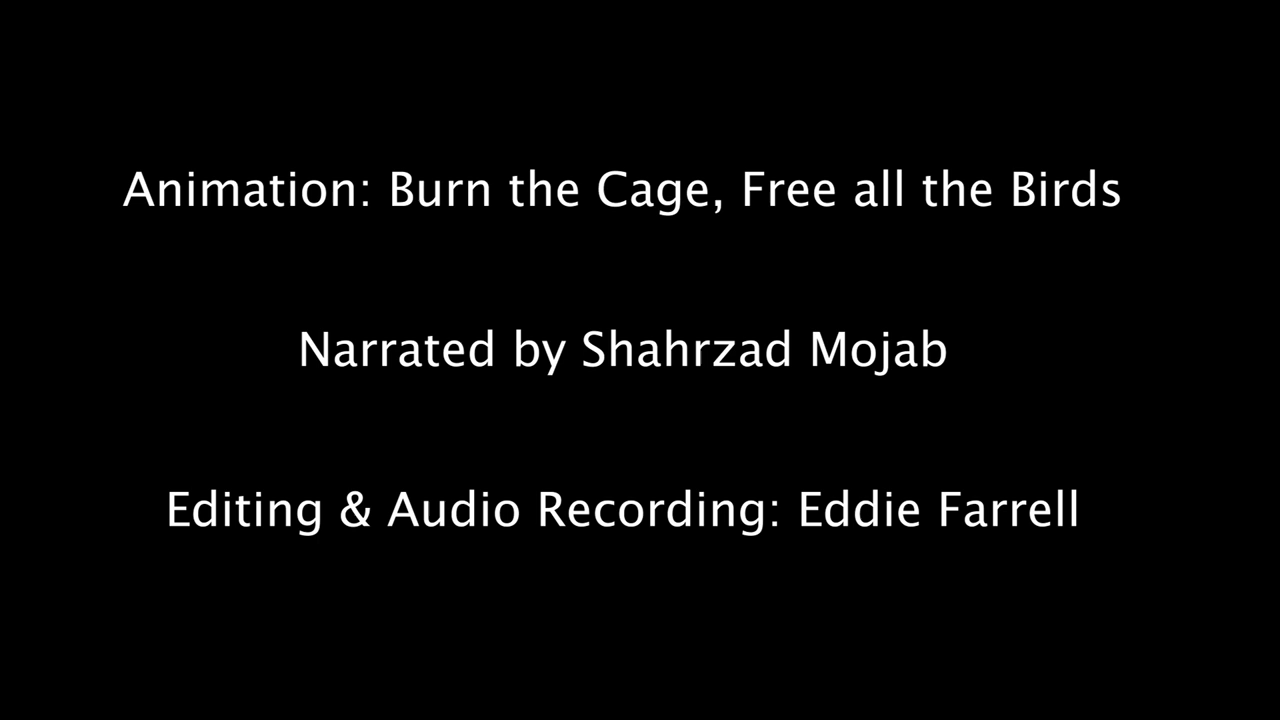 Animation: Burn the Cage, Free all the Birds
Narrated by Shahrzad Mojab
Editing & Audio Recording: Eddie Farrell